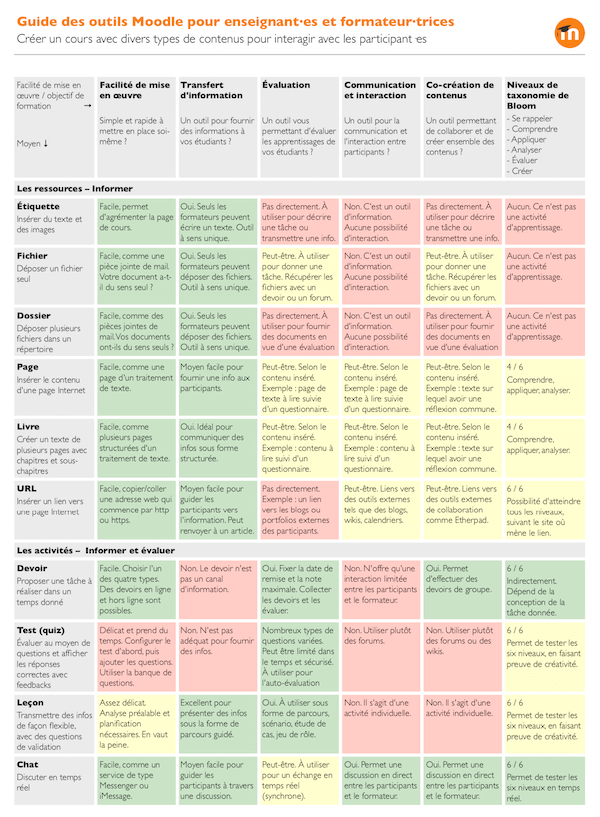 Guide des outils Moodle pour enseignant·es et formateur·trices
Créer un cours avec divers types de contenus pour interagir avec les participant·es
m
Facilité de mise en
œuvre / objectif de
formation →
Moyen ↓
Facilité de mise
en œuvre
Simple et rapide à
mettre en place soi-
même ?
Transfert
d'information
Un outil pour fournir
des informations à
vos étudiants ?
Évaluation
Un outil vous
permettant d'évaluer
les apprentissages de
vos étudiants ?
Communication
et interaction
Un outil pour la
communication et
l'interaction entre
participants ?
Co-création de
contenus
Un outil permettant
de collaborer et de
créer ensemble des
contenus ?
Niveaux de
taxonomie de
Bloom
- Se rappeler
- Comprendre
- Appliquer
- Analyser
- Évaluer
- Créer
Les ressources – Informer
Étiquette
Insérer du texte et
des images
Facile, permet
d'agrémenter la page
de cours.
Oui. Seuls les
formateurs peuvent
écrire un texte. Outil
à sens unique.
Pas directement. À
utiliser pour décrire
une tâche ou
transmettre une info.
Non. C'est un outil
d'information.
Aucune possibilité
d'interaction.
Pas directement. À
utiliser pour décrire
une tâche ou
transmettre une info.
Aucun. Ce n'est pas
une activité
d'apprentissage.
Fichier
Déposer un fichier
seul
Facile, comme une
pièce jointe de mail.
Votre document a-t-
il du sens seul ?
Oui. Seuls les
formateurs peuvent
déposer des fichiers.
Outil à sens unique.
Peut-être. À utiliser
pour donner une
tâche. Récupérer les
fichiers avec un
devoir ou un forum.
Non. C'est un outil
d'information.
Aucune possibilité
d'interaction.
Peut-être. À utiliser
pour donner une
tâche. Récupérer les
fichiers avec un
devoir ou un forum.
Aucun. Ce n'est pas
une activité
d'apprentissage.
Dossier
Déposer plusieurs
fichiers dans un
répertoire
Facile, comme des
pièces jointes de
mail. Vos documents
ont-ils du sens seuls ?
Oui. Seuls les
formateurs peuvent
déposer des fichiers.
Outil à sens unique.
Pas directement. À
utiliser pour fournir
des documents en
vue d'une évaluation
Non. C'est un outil
d'information.
Aucune possibilité
d'interaction.
Pas directement. À
utiliser pour fournir
des documents en
vue d'une évaluation
Aucun. Ce n'est pas
une activité
d'apprentissage.
Page
Insérer le contenu
d'une page Internet
Facile, comme une
page d'un traitement
de texte.
Moyen facile pour
fournir une info aux
participants.
Peut-être. Selon le
contenu inséré.
Exemple : page de
texte à lire suivie
d'un questionnaire.
Peut-être. Selon le
contenu inséré.
Exemple : page de
texte à lire suivie
d'un questionnaire.
Peut-être. Selon le
contenu inséré.
Exemple : texte sur
lequel avoir une
réflexion commune.
4 / 6
Comprendre,
appliquer, analyser.
Livre
Créer un texte de
plusieurs pages avec
chapitres et sous-
chapitres
Facile, comme
plusieurs pages
structurées d'un
traitement de texte.
Oui. Idéal pour
communiquer des
infos sous forme
structurée.
Peut-être. Selon le
contenu inséré.
Exemple : contenu à
lire suivi d'un
questionnaire.
Peut-être. Selon le
contenu inséré.
Exemple : contenu à
lire suivi d'un
questionnaire.
Peut-être. Selon le
contenu inséré.
Exemple : texte sur
lequel avoir une
réflexion commune.
4 / 6
Comprendre,
appliquer, analyser.
URL
Insérer un lien vers
une page Internet
Facile, copier/coller
une adresse web qui
commence par http
ou https.
Moyen facile pour
guider les
participants vers
l'information. Peut
renvoyer à un article.
Pas directement.
Exemple : un lien
vers les blogs ou
portfolios externes
des participants.
Peut-être. Liens vers
des outils externes
tels que des blogs,
wikis, calendriers.
Peut-être. Liens vers
des outils externes
de collaboration
comme Etherpad.
6 / 6
Possibilité d'atteindre
tous les niveaux,
suivant le site où
mène le lien.
Les activités – Informer et évaluer
Devoir
Proposer une tâche à
réaliser dans un
temps donné
Facile. Choisir l'un
des quatre types.
Des devoirs en ligne
et hors ligne sont
possibles.
Non. Le devoir n'est
pas un canal
d'information.
Oui. Fixer la date de
remise et la note
maximale. Collecter
les devoirs et les
évaluer.
Non. N'offre qu'une
interaction limitée
entre les participants
et le formateur.
Oui. Permet
d'effectuer des
devoirs de groupe.
6 / 6
Indirectement.
Dépend de la
conception de la
tâche donnée.
Test (quiz)
Évaluer au moyen de
questions et afficher
les réponses
correctes avec
feedbacks
Délicat et prend du
temps. Configurer le
test d'abord, puis
ajouter les questions.
Utiliser la banque de
questions.
Non. N'est pas
adéquat pour fournir
des infos.
Nombreux types de
questions variées.
Peut être limité dans
le temps et sécurisé.
À utiliser pour
l'auto-évaluation
Non. Utiliser plutôt
des forums.
Non. Utiliser plutôt
des forums ou des
wikis.
6 / 6
Permet de tester les
six niveaux, en faisant
preuve de créativité.
Leçon
Transmettre des infos
de façon flexible,
avec des questions
de validation
Assez délicat.
Analyse préalable et
planification
nécessaires. En vaut
la peine.
Excellent pour
présenter des infos
sous la forme de
parcours guidé.
Oui. À utiliser sous
forme de parcours,
scénario, étude de
cas, jeu de rôle.
Non. Il s'agit d'une
activité individuelle.
Non. Il s'agit d'une
activité individuelle.
6 / 6
Permet de tester les
six niveaux, en faisant
preuve de créativité.
Chat
Discuter en temps
réel
Facile, comme un
service de type
Messenger ou
iMessage.
Moyen facile pour
guider les
participants à travers
une discussion.
Peut-être. À utiliser
pour un échange en
temps réel
(synchrone).
Oui. Permet une
discussion en direct
entre les participants
et le formateur.
Oui. Permet une
discussion en direct
entre les participants
et le formateur.
6 / 6
Permet de tester les
six niveaux en temps
réel.